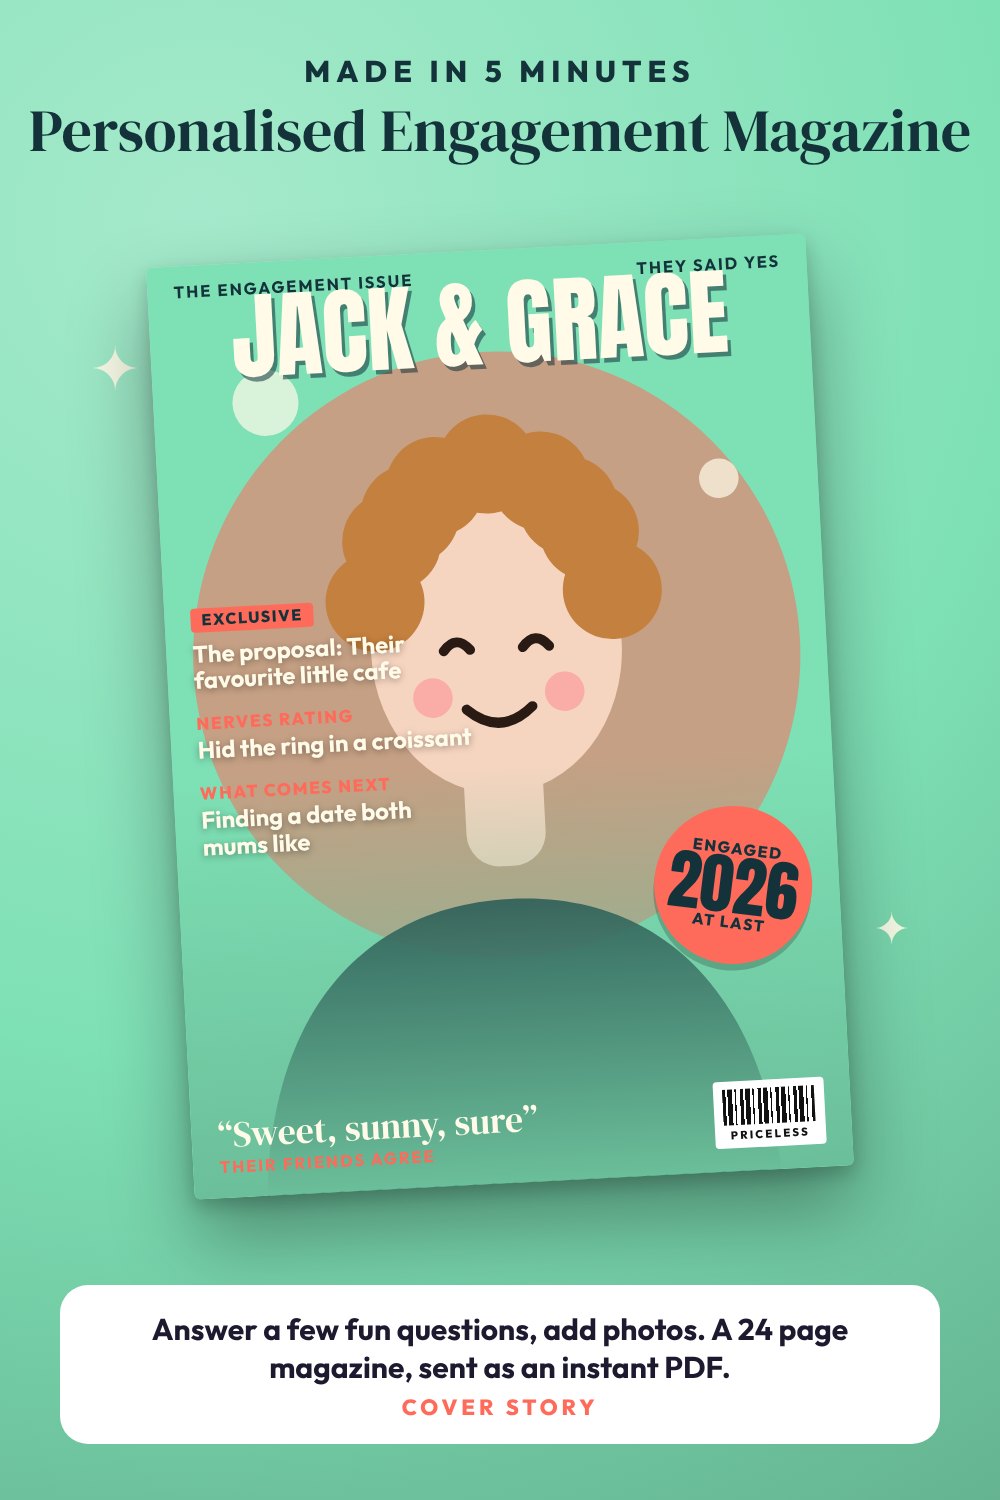 MADE IN 5 MINUTES
Personalised Engagement Magazine
THE ENGAGEMENT ISSUE
THEY SAID YES
JACK & GRACE
EXCLUSIVE
The proposal: Their
favourite little cafe
NERVES RATING
Hid the ring in a croissant
WHAT COMES NEXT
Finding a date both
mums like
ENGAGED
2026
AT LAST
“Sweet, sunny, sure”
THEIR FRIENDS AGREE
PRICELESS
Answer a few fun questions, add photos. A 24 page
magazine, sent as an instant PDF.
COVER STORY